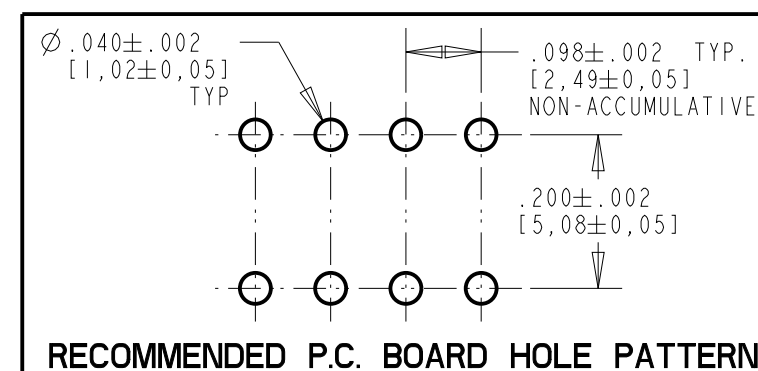 Ø .040±.002
[1,02±0,05]
TYP
.098±.002 TYP.
[2,49±0,05]
NON-ACCUMULATIVE
.200±.002
[5,08±0,05]
RECOMMENDED P.C. BOARD HOLE PATTERN